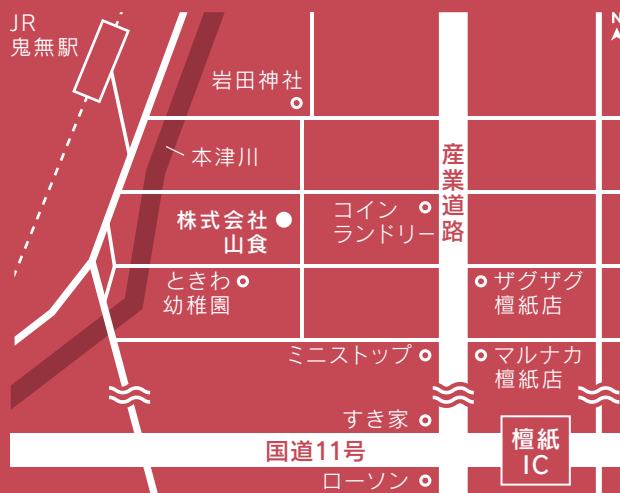 JR
鬼無駅
N
岩田神社
本津川
産業道路
株式会社
山食
コイン
ランドリー
ときわ
幼稚園
ザグザグ
檀紙店
ミニストップ
マルナカ
檀紙店
すき家
国道11号
檀紙
IC
ローソン